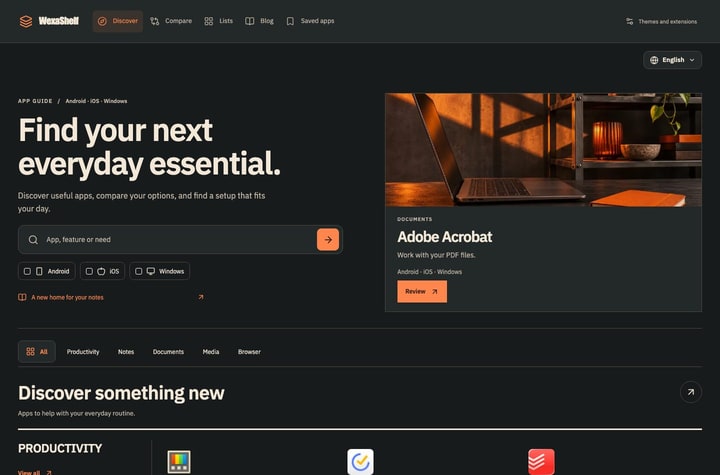 WexaShelf
Discover
Compare
Lists
Blog
Saved apps
Themes and extensions
English
APP GUIDE / Android · iOS · Windows
Find your next
everyday essential.
Discover useful apps, compare your options, and find a setup that fits
your day.
App, feature or need
Android
iOS
Windows
A new home for your notes
DOCUMENTS
Adobe Acrobat
Work with your PDF files.
Android · iOS · Windows
Review
All
Productivity
Notes
Documents
Media
Browser
Discover something new
Apps to help with your everyday routine.
PRODUCTIVITY
View all